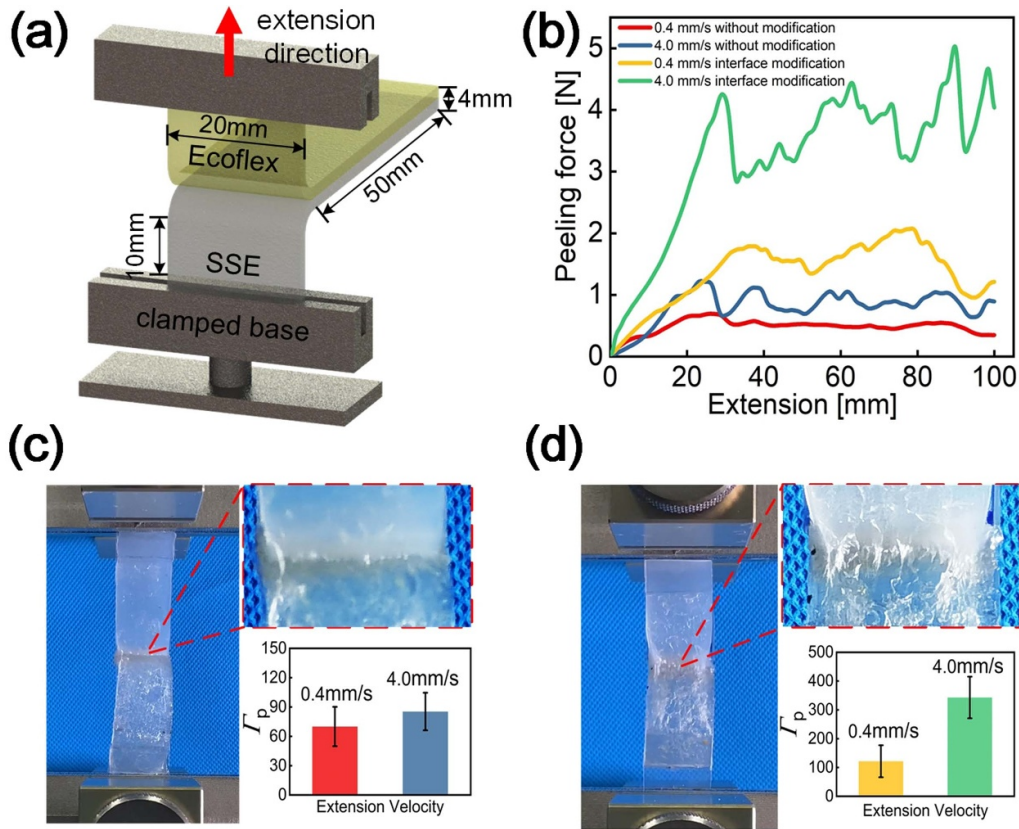 (a)
extension
direction
4mm
20mm
Ecoflex
50mm
10mm
SSE
clamped base
(b)
0.4 mm/s without modification
4.0 mm/s without modification
0.4 mm/s interface modification
4.0 mm/s interface modification
Peeling force [N]
5
4
3
2
1
0
0 20 40 60 80 100
Extension [mm]
(c)
150
120
90
60
30
0
Γp
0.4mm/s
4.0mm/s
Extension Velocity
(d)
500
400
300
200
100
0
Γp
0.4mm/s
4.0mm/s
Extension Velocity